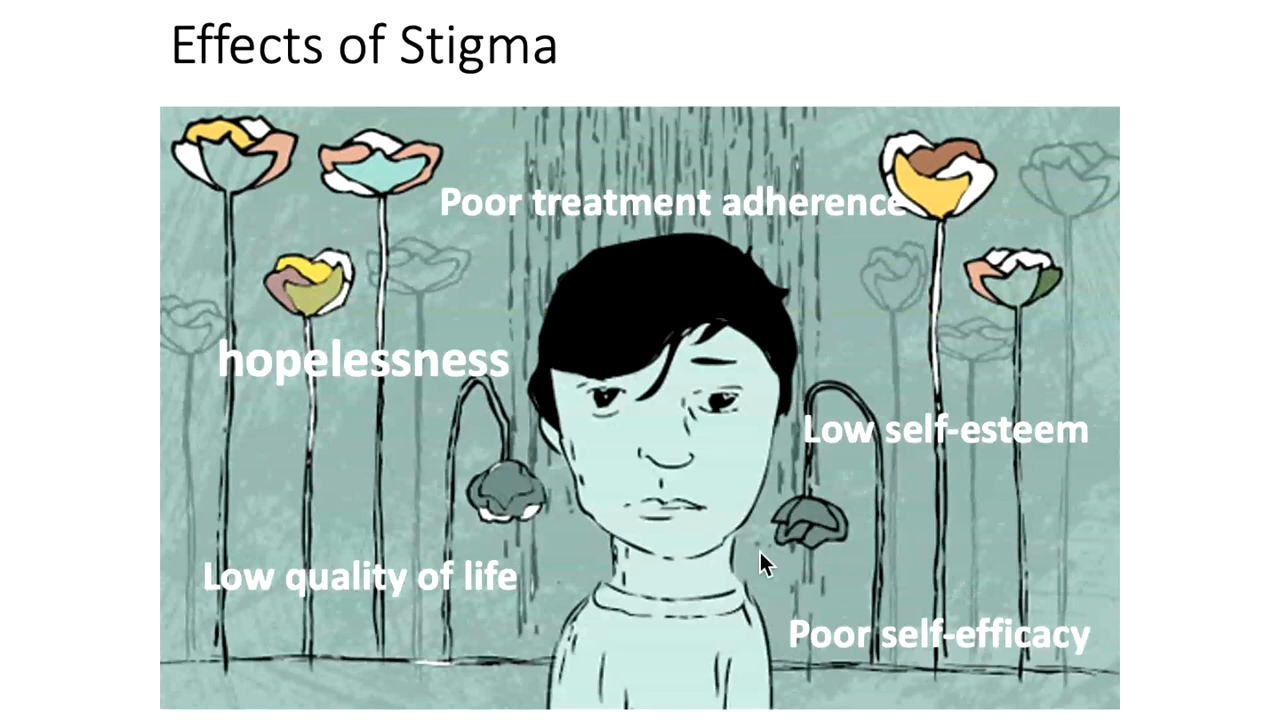 Effects of Stigma
Poor treatment adherence
hopelessness
Low self-esteem
Low quality of life
Poor self-efficacy